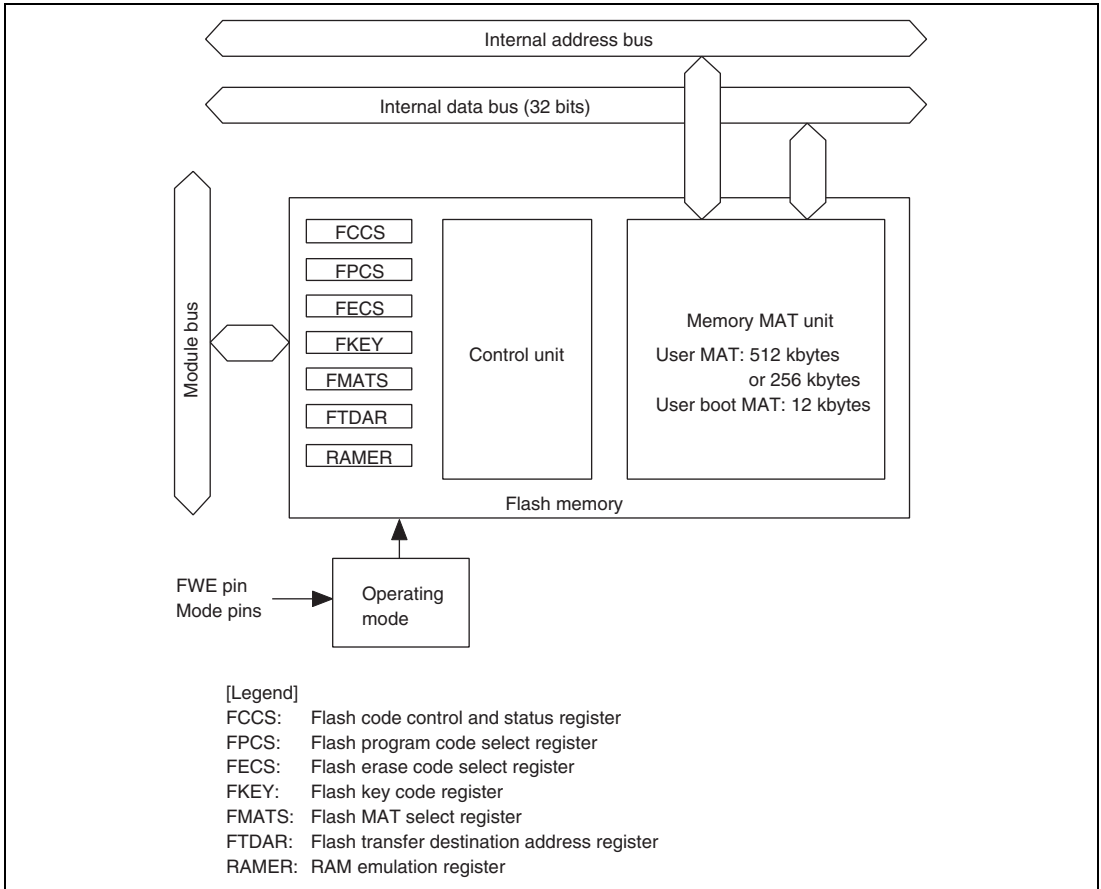 Internal address bus
Internal data bus (32 bits)
Module bus
FCCS
FPCS
FECS
FKEY
FMATS
FTDAR
RAMER
Control unit
Memory MAT unit
User MAT: 512 kbytes
or 256 kbytes
User boot MAT: 12 kbytes
Flash memory
FWE pin
Mode pins
Operating
mode
[Legend]
FCCS: Flash code control and status register
FPCS: Flash program code select register
FECS: Flash erase code select register
FKEY: Flash key code register
FMATS: Flash MAT select register
FTDAR: Flash transfer destination address register
RAMER: RAM emulation register